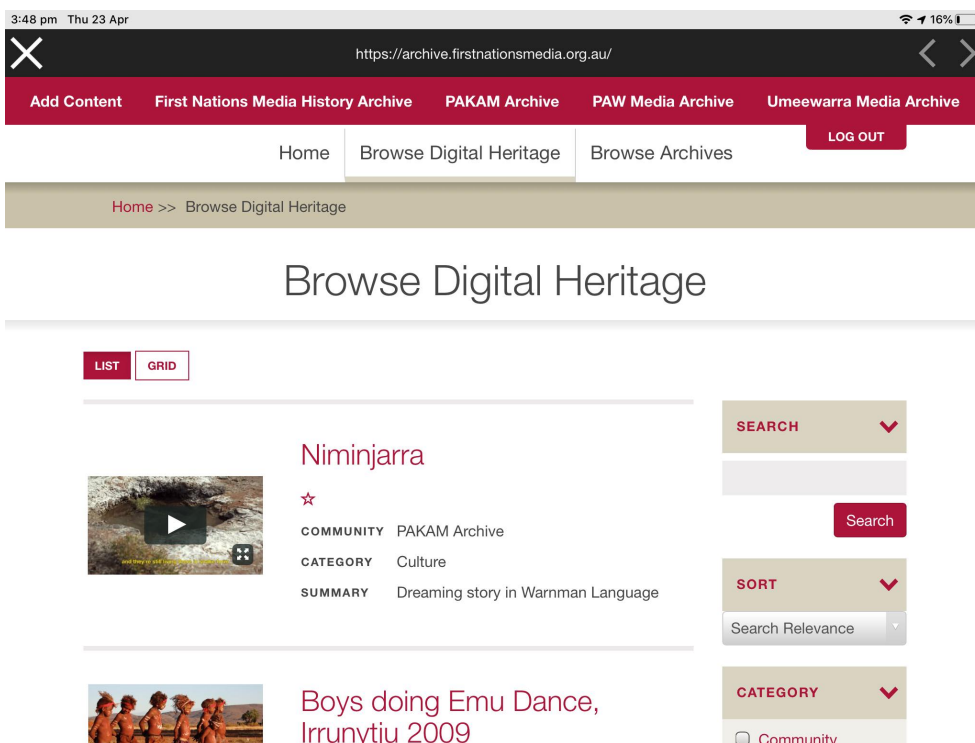 3:48 pm Thu 23 Apr 16%
https://archive.firstnationsmedia.org.au/
Add Content First Nations Media History Archive PAKAM Archive PAW Media Archive Umeewarra Media Archive
LOG OUT
Home Browse Digital Heritage Browse Archives
Home >> Browse Digital Heritage
Browse Digital Heritage
LIST GRID
Niminjarra
COMMUNITY PAKAM Archive
CATEGORY Culture
SUMMARY Dreaming story in Warnman Language
Boys doing Emu Dance,
Irrunytju 2009
SEARCH
Search
SORT
Search Relevance
CATEGORY
Community